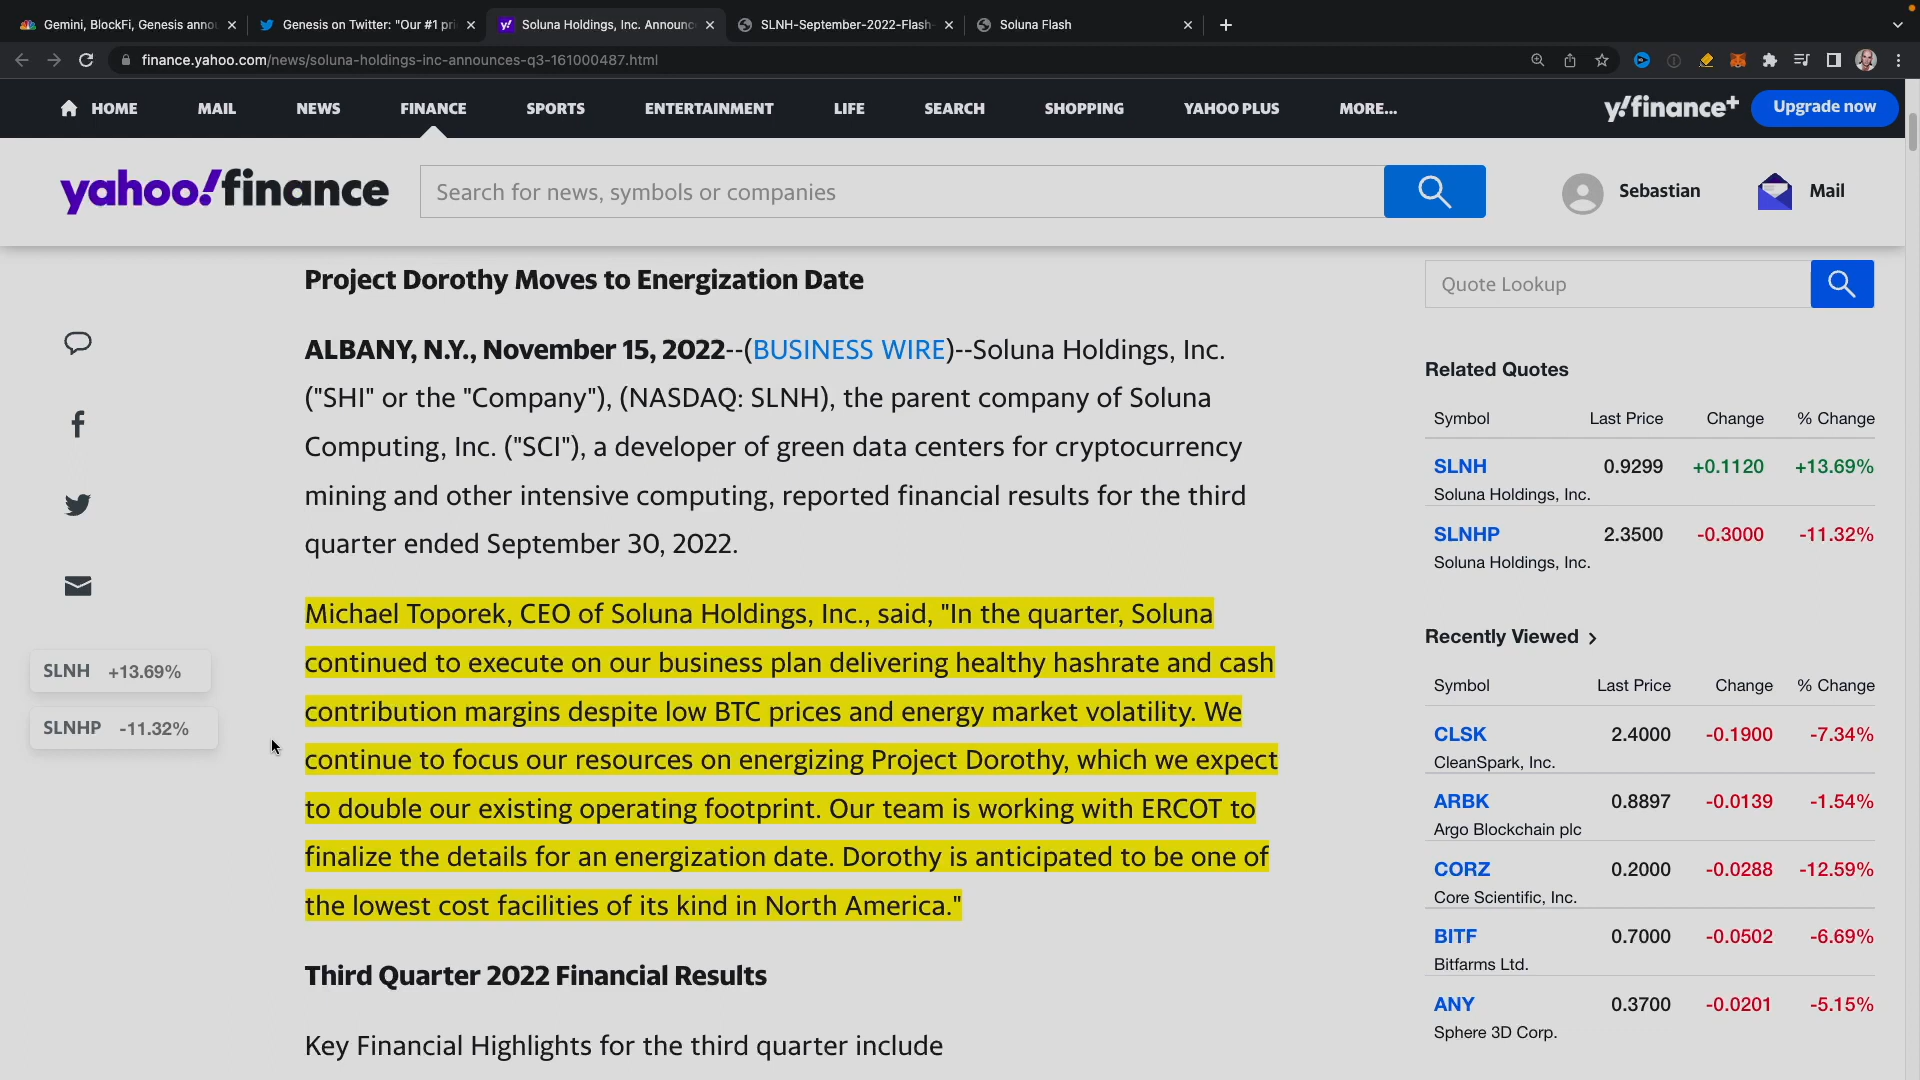 Gemini, BlockFi, Genesis annou
Genesis on Twitter: "Our #1 pri
Soluna Holdings, Inc. Announc
SLNH-September-2022-Flash-
Soluna Flash
finance.yahoo.com/news/soluna-holdings-inc-announces-q3-161000487.html
HOME MAIL NEWS FINANCE SPORTS ENTERTAINMENT LIFE SEARCH SHOPPING YAHOO PLUS MORE...
y!finance+
Upgrade now
yahoo!finance
Search for news, symbols or companies
Sebastian
Mail
Project Dorothy Moves to Energization Date
ALBANY, N.Y., November 15, 2022--(BUSINESS WIRE)--Soluna Holdings, Inc.
("SHI" or the "Company"), (NASDAQ: SLNH), the parent company of Soluna
Computing, Inc. ("SCI"), a developer of green data centers for cryptocurrency
mining and other intensive computing, reported financial results for the third
quarter ended September 30, 2022.
Michael Toporek, CEO of Soluna Holdings, Inc., said, "In the quarter, Soluna
continued to execute on our business plan delivering healthy hashrate and cash
contribution margins despite low BTC prices and energy market volatility. We
continue to focus our resources on energizing Project Dorothy, which we expect
to double our existing operating footprint. Our team is working with ERCOT to
finalize the details for an energization date. Dorothy is anticipated to be one of
the lowest cost facilities of its kind in North America."
Third Quarter 2022 Financial Results
Key Financial Highlights for the third quarter include
SLNH +13.69%
SLNHP -11.32%
Quote Lookup
Related Quotes
Symbol Last Price Change % Change
SLNH 0.9299 +0.1120 +13.69%
Soluna Holdings, Inc.
SLNHP 2.3500 -0.3000 -11.32%
Soluna Holdings, Inc.
Recently Viewed
Symbol Last Price Change % Change
CLSK 2.4000 -0.1900 -7.34%
CleanSpark, Inc.
ARBK 0.8897 -0.0139 -1.54%
Argo Blockchain plc
CORZ 0.2000 -0.0288 -12.59%
Core Scientific, Inc.
BITF 0.7000 -0.0502 -6.69%
Bitfarms Ltd.
ANY 0.3700 -0.0201 -5.15%
Sphere 3D Corp.